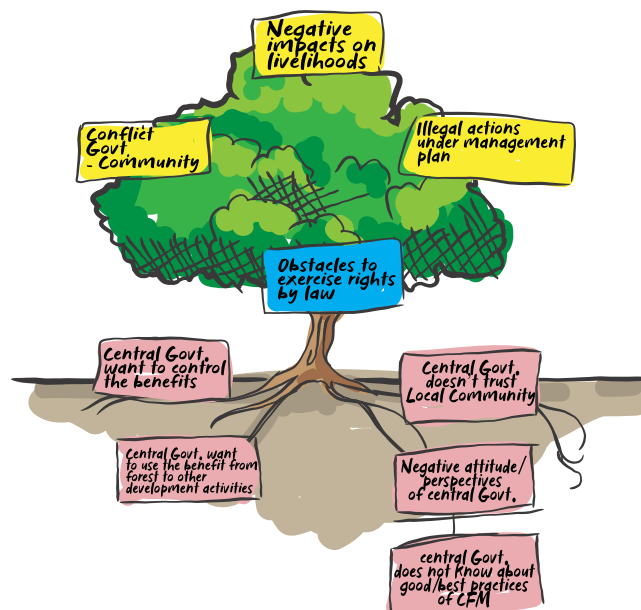 Negative
impacts on
livelihoods
Conflict
Govt
- Community
Illegal actions
under management
plan
Obstacles to
exercise rights
by law
Central Govt.
want to control
the benefits
Central Govt.
doesn't trust
Local Community
Central Govt. want
to use the benefit from
forest to other
development activities
Negative attitude/
perspectives
of central Govt.
central Govt.
does not know about
good/best practices
of CFM